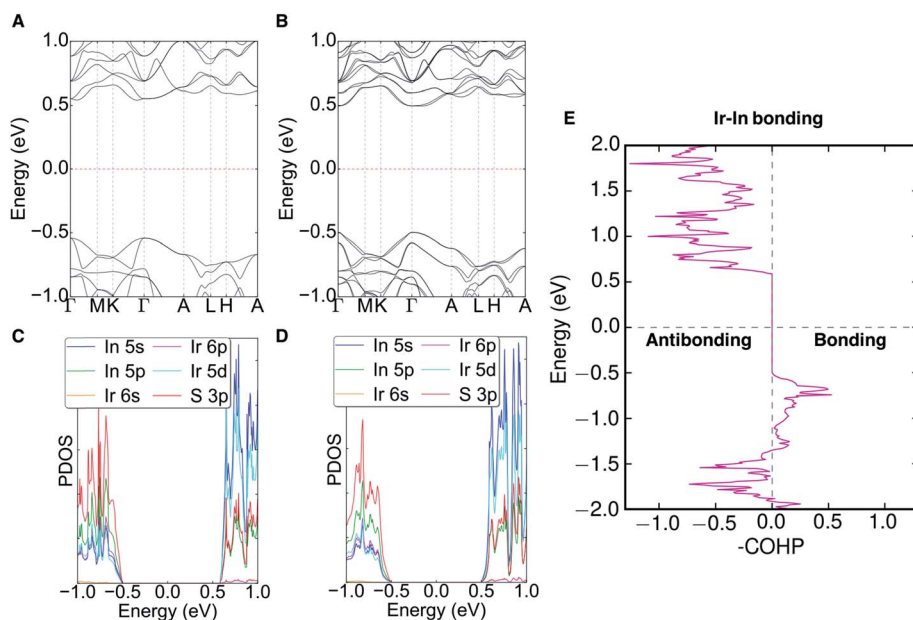 A
B
1.0
0.5
0.0
−0.5
−1.0
Energy (eV)
Γ M K Γ A L H A
1.0
0.5
0.0
−0.5
−1.0
Energy (eV)
Γ M K Γ A L H A
C
In 5s Ir 6p
In 5p Ir 5d
Ir 6s S 3p
PDOS
−1.0 −0.5 0.0 0.5 1.0
Energy (eV)
D
In 5s Ir 6p
In 5p Ir 5d
Ir 6s S 3p
PDOS
−1.0 −0.5 0.0 0.5 1.0
Energy (eV)
E
Ir-In bonding
2.0
1.5
1.0
0.5
0.0
−0.5
−1.0
−1.5
−2.0
Energy (eV)
Antibonding Bonding
−1.0 −0.5 0.0 0.5 1.0
-COHP